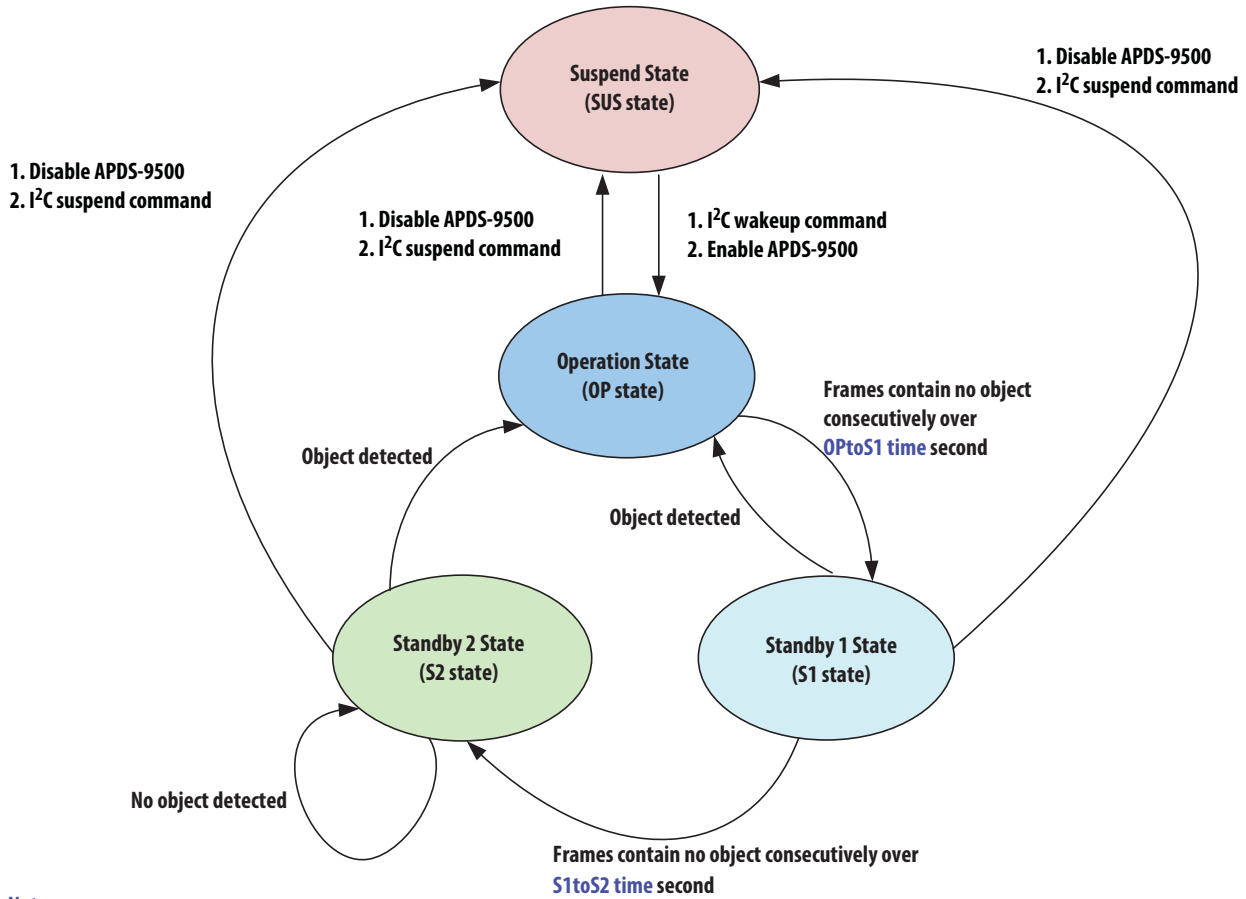 Suspend State
(SUS state)
1. Disable APDS-9500
2. I²C suspend command
1. Disable APDS-9500
2. I²C suspend command
1. Disable APDS-9500
2. I²C suspend command
1. I²C wakeup command
2. Enable APDS-9500
Operation State
(OP state)
Frames contain no object
consecutively over
OPtoS1 time second
Object detected
Object detected
Standby 2 State
(S2 state)
Standby 1 State
(S1 state)
No object detected
Frames contain no object consecutively over
S1toS2 time second